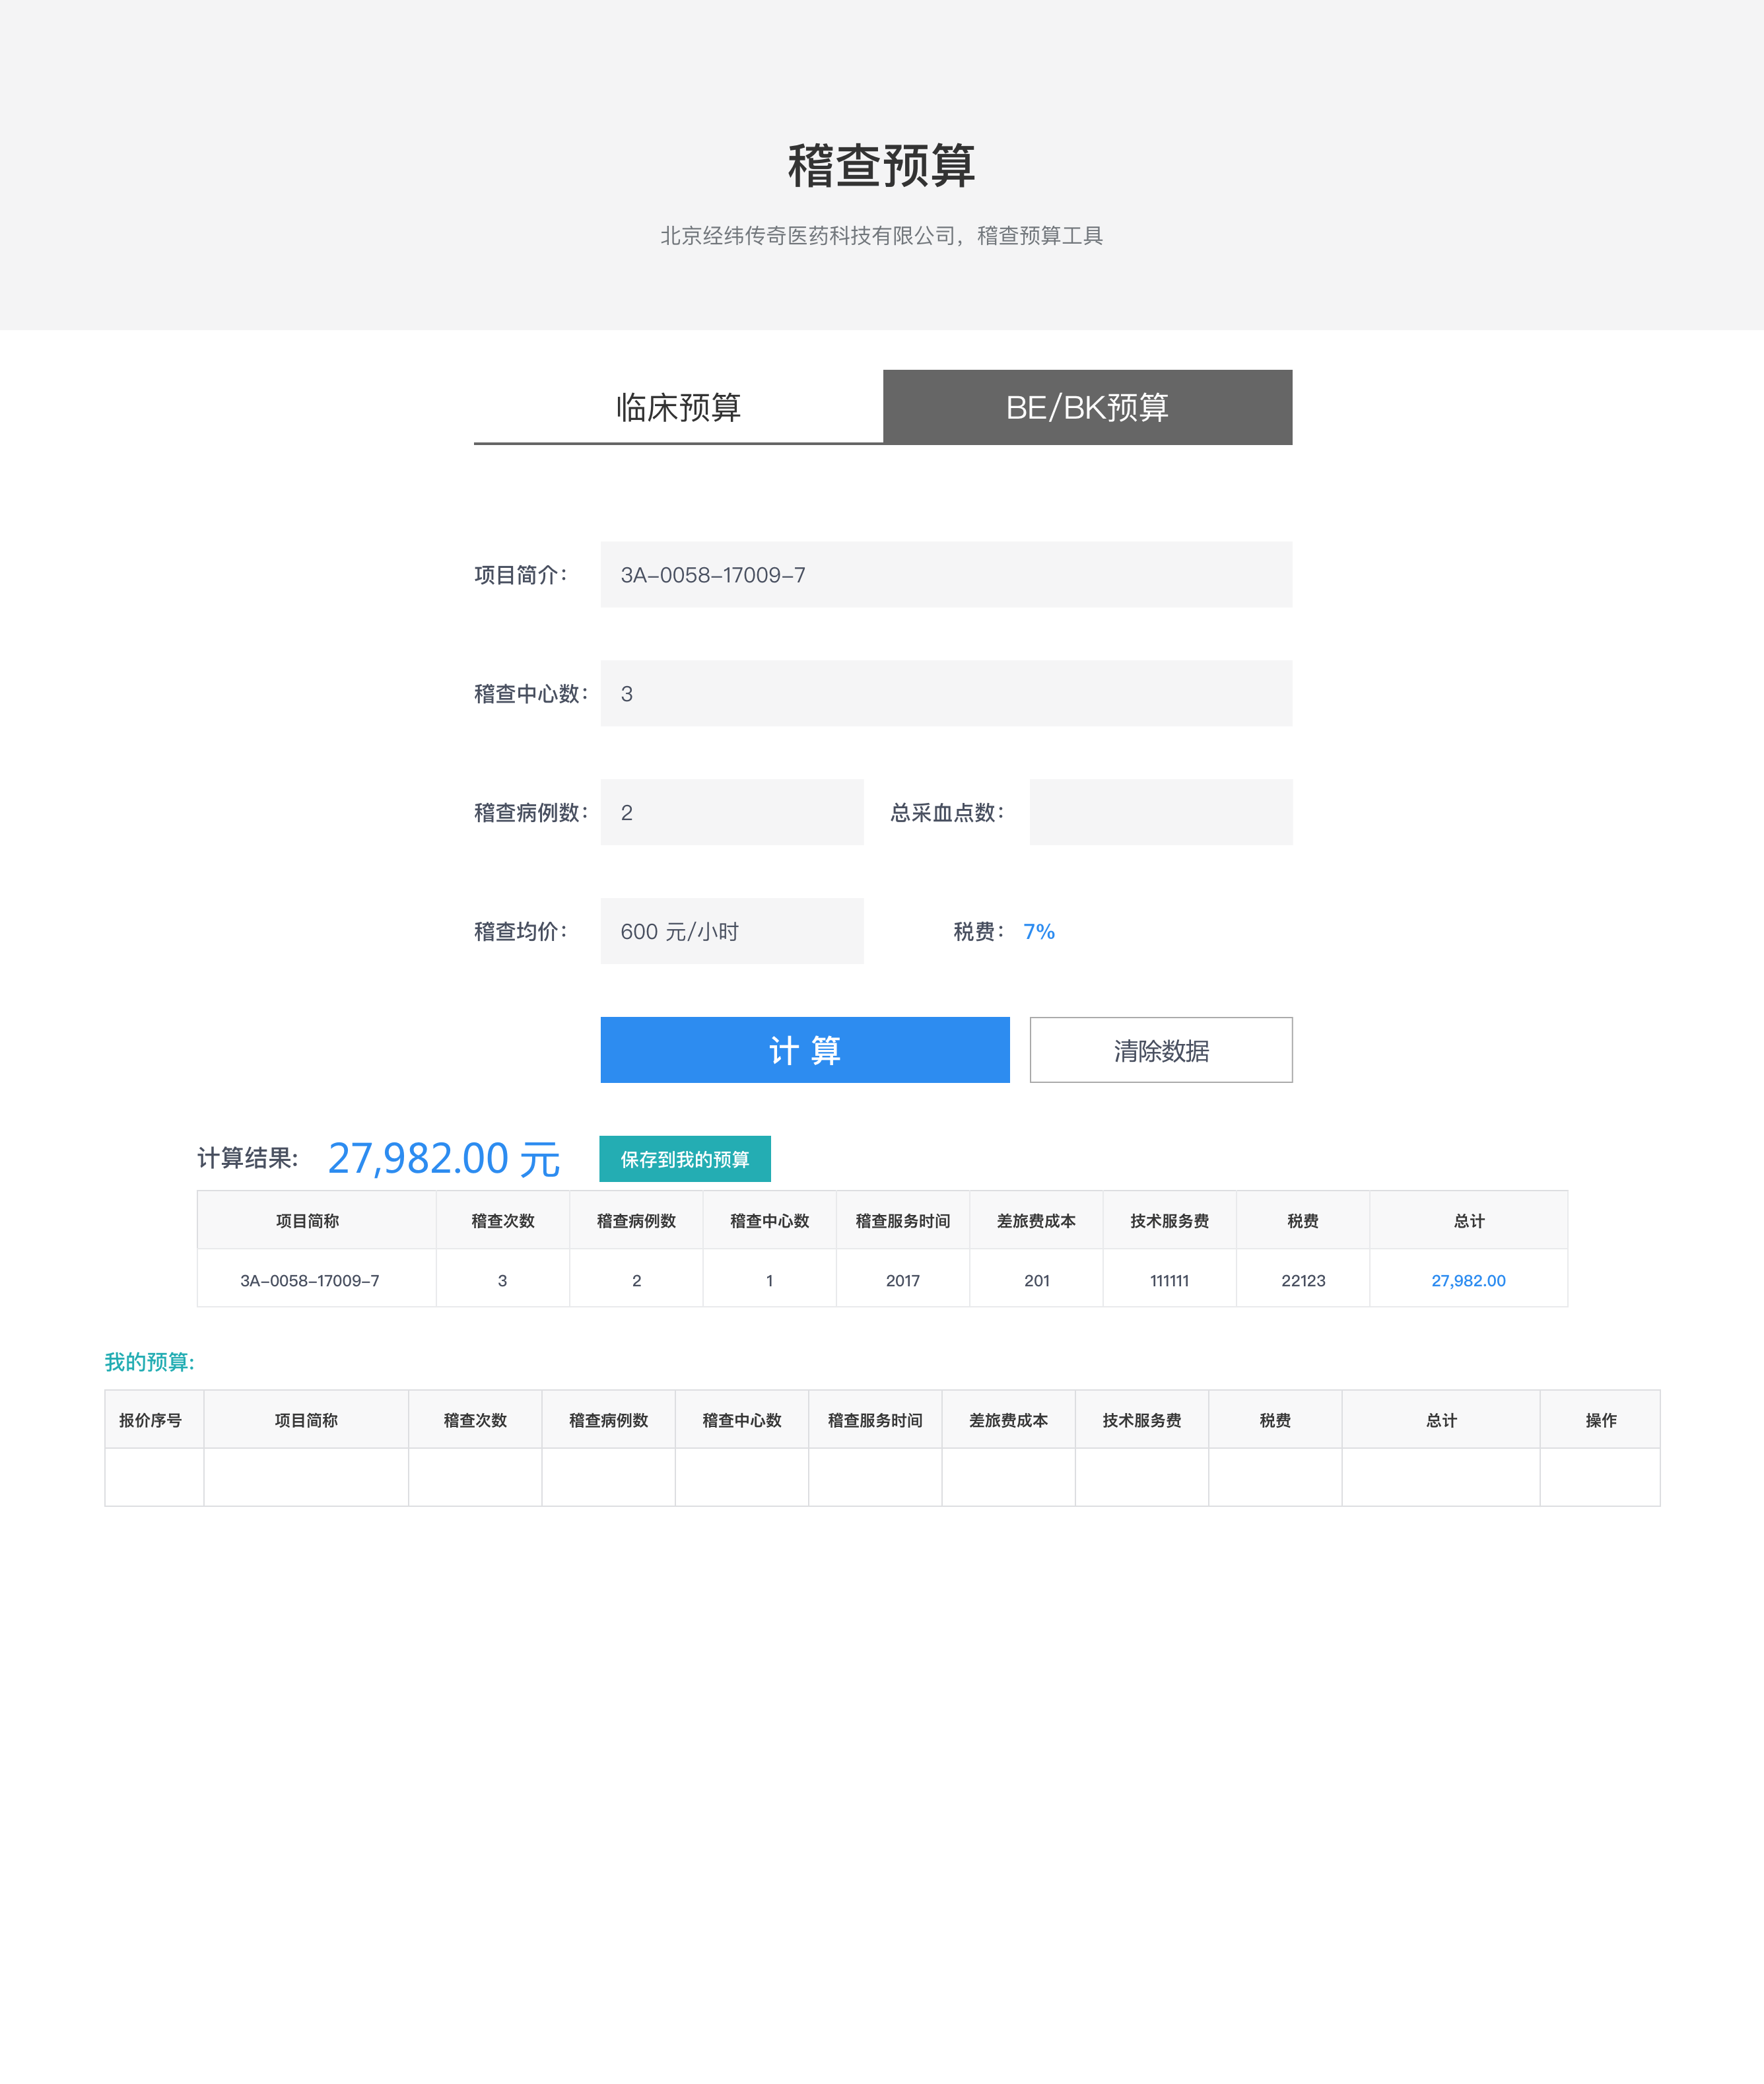 稽查预算
北京经纬传奇医药科技有限公司，稽查预算工具
临床预算 BE/BK预算
项目简介： 3A-0058-17009-7
稽查中心数： 3
稽查病例数： 2 总采血点数：
稽查均价： 600 元/小时 税费： 7%
计 算 清除数据
计算结果: 27,982.00 元 保存到我的预算
项目简称 稽查次数 稽查病例数 稽查中心数 稽查服务时间 差旅费成本 技术服务费 税费 总计
3A-0058-17009-7 3 2 1 2017 201 111111 22123 27,982.00
我的预算:
报价序号 项目简称 稽查次数 稽查病例数 稽查中心数 稽查服务时间 差旅费成本 技术服务费 税费 总计 操作